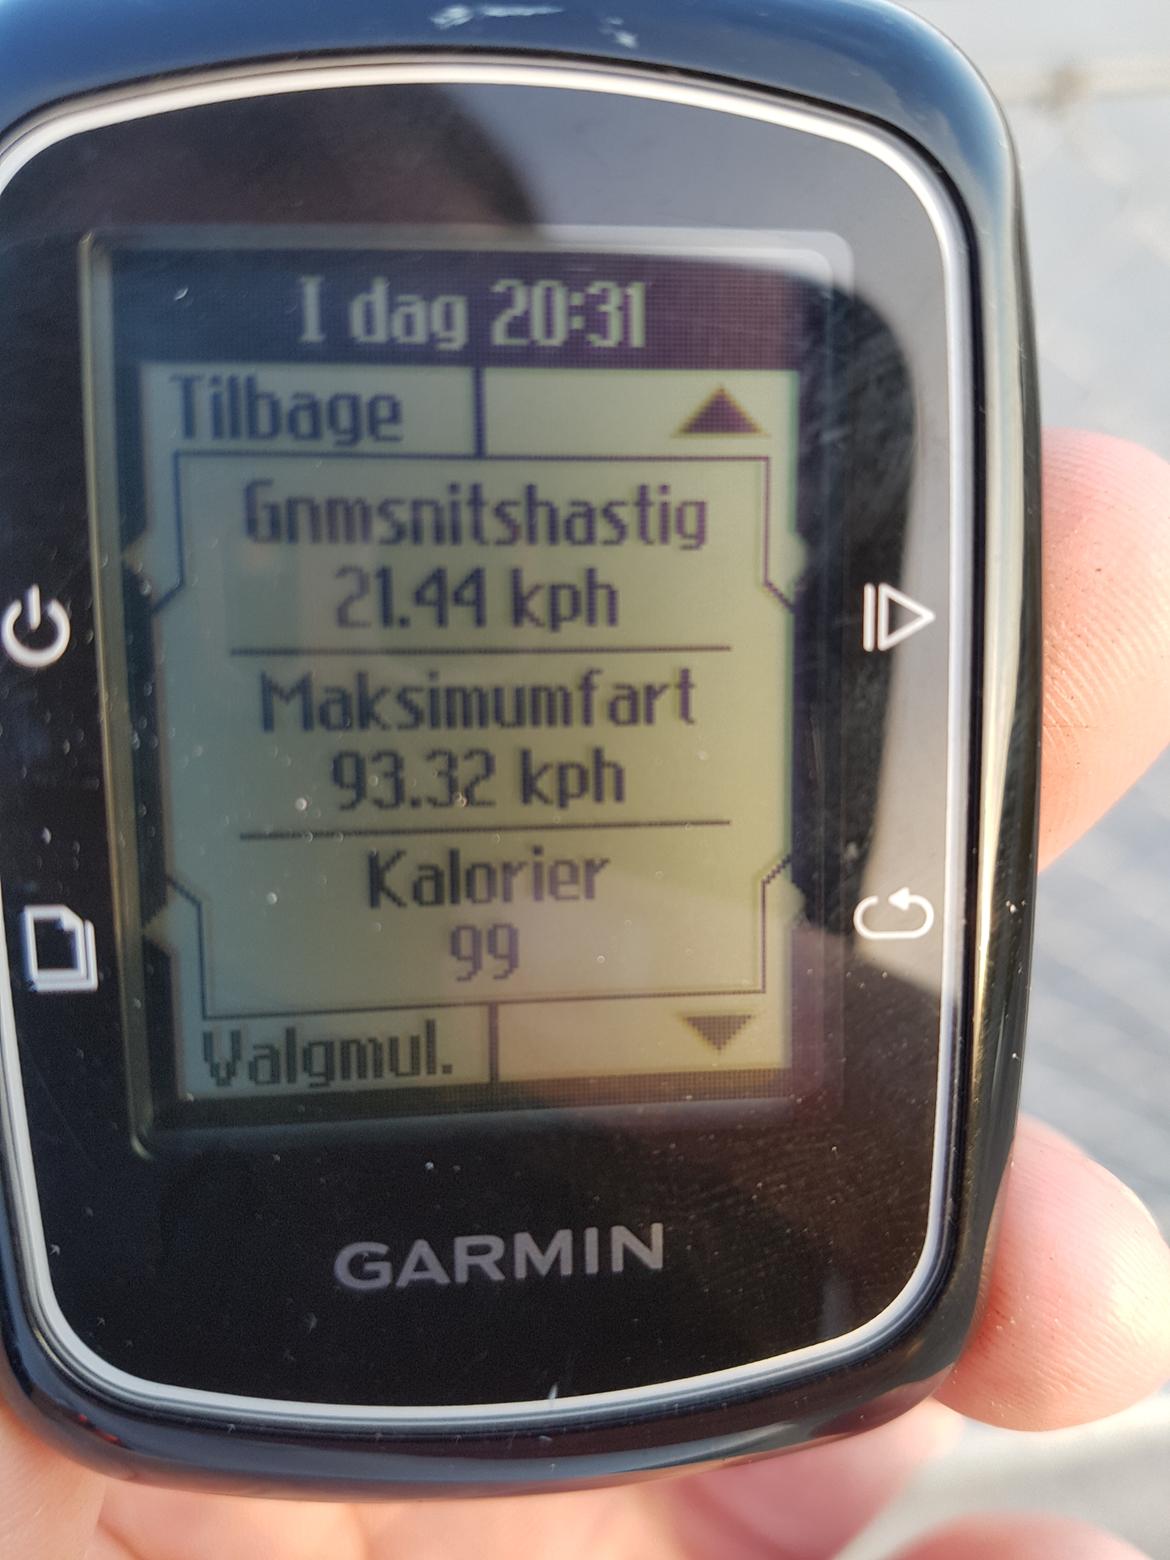 I dag 20:31
Tilbage
Gnmsnitshastig
21.44 kph
Maksimumfart
93.32 kph
Kalorier
99
Valgmul.
GARMIN